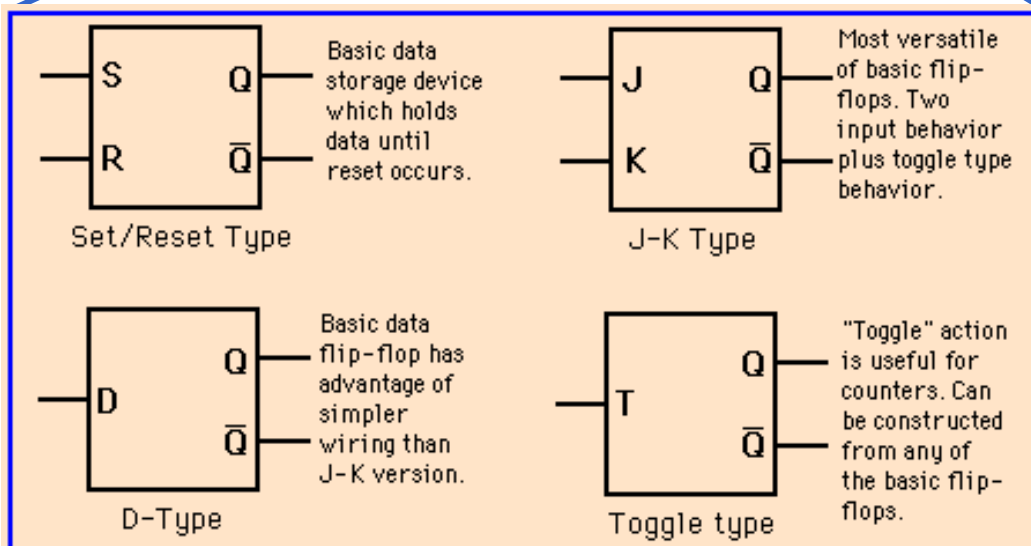 S
Q
R
Q̅
Basic data
storage device
which holds
data until
reset occurs.
Set/Reset Type
J
Q
K
Q̅
Most versatile
of basic flip-
flops. Two
input behavior
plus toggle type
behavior.
J-K Type
D
Q
Q̅
Basic data
flip-flop has
advantage of
simpler
wiring than
J-K version.
D-Type
T
Q
Q̅
"Toggle" action
is useful for
counters. Can
be constructed
from any of
the basic flip-
flops.
Toggle type